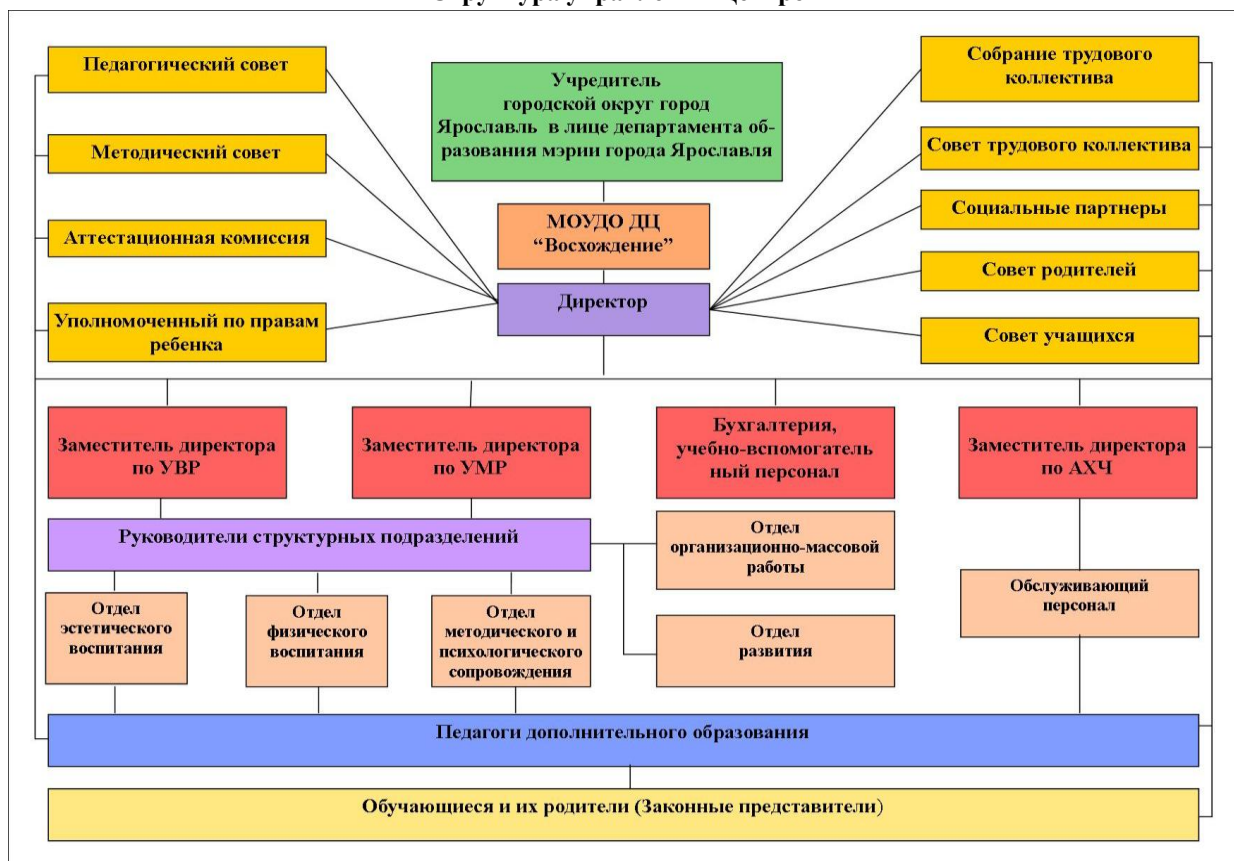 Педагогический совет
Методический совет
Аттестационная комиссия
Уполномоченный по правам
ребенка
Учредитель
городской округ город
Ярославль в лице департамента об-
разования мэрии города Ярославля
МОУДО ДЦ
“Восхождение”
Директор
Собрание трудового
коллектива
Совет трудового коллектива
Социальные партнеры
Совет родителей
Совет учащихся
Заместитель директора
по УВР
Заместитель директора
по УМР
Бухгалтерия,
учебно-вспомогатель
ный персонал
Заместитель директора
по АХЧ
Руководители структурных подразделений
Отдел
организационно-массовой
работы
Обслуживающий
персонал
Отдел
эстетического
воспитания
Отдел
физического
воспитания
Отдел
методического и
психологического
сопровождения
Отдел
развития
Педагоги дополнительного образования
Обучающиеся и их родители (Законные представители)